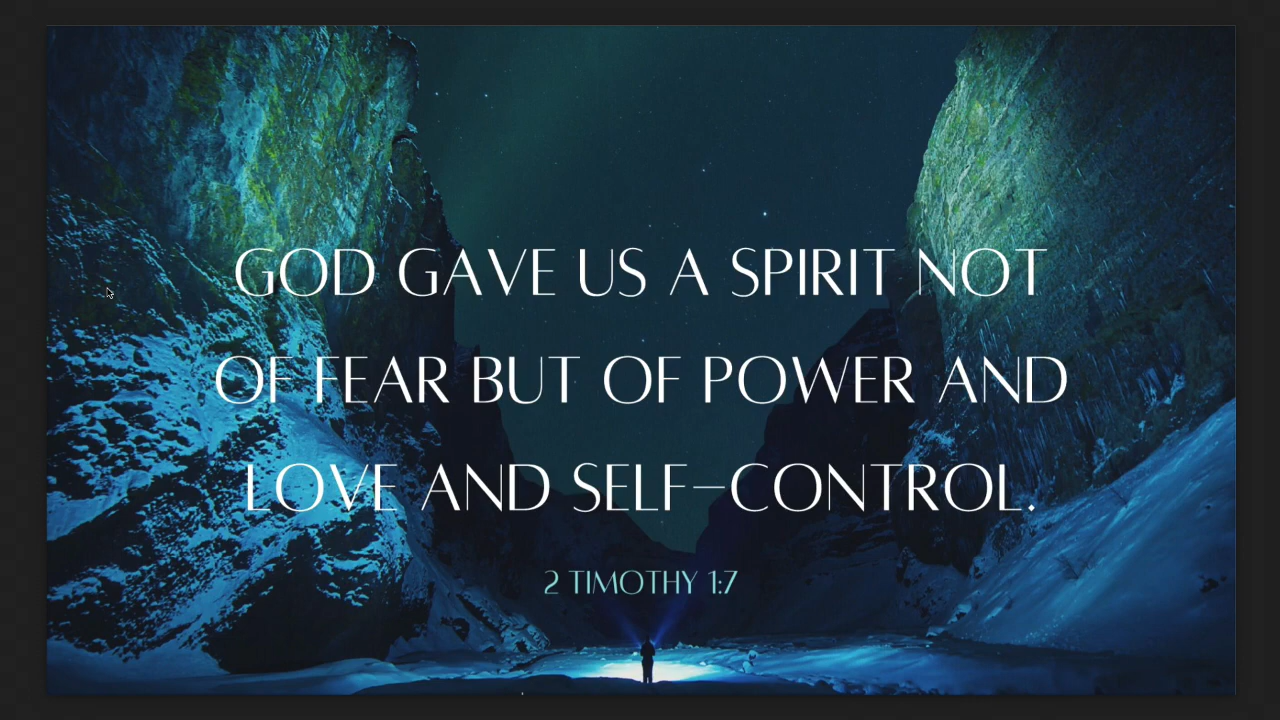 GOD GAVE US A SPIRIT NOT
OF FEAR BUT OF POWER AND
LOVE AND SELF-CONTROL.
2 TIMOTHY 1:7